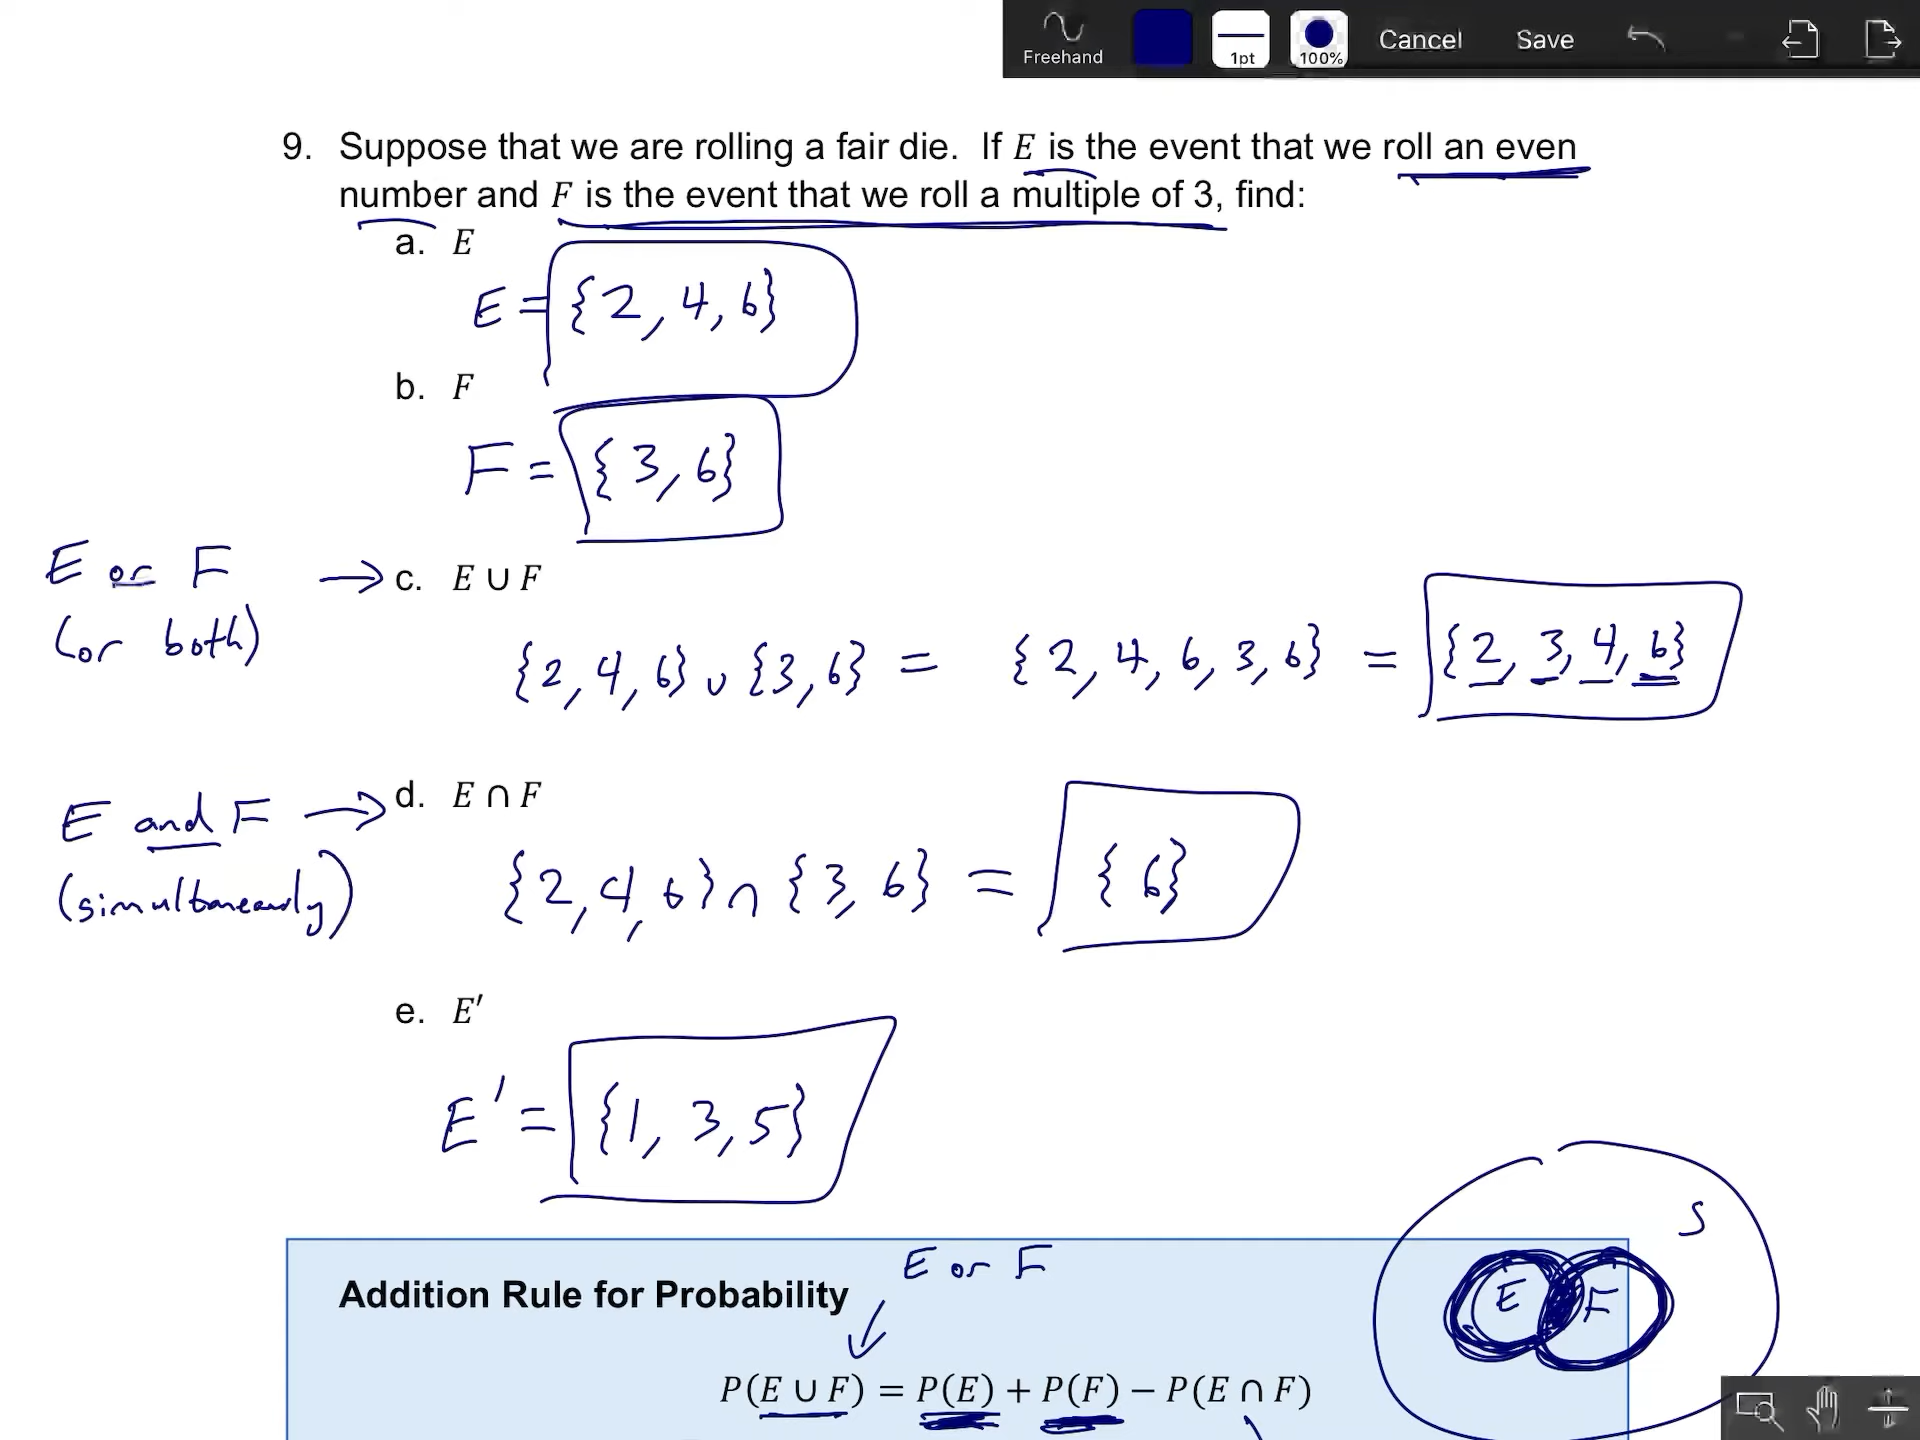 Freehand 1pt 100% Cancel Save
9. Suppose that we are rolling a fair die. If E is the event that we roll an even
number and F is the event that we roll a multiple of 3, find:
a. E
E = {2, 4, 6}
b. F
F = {3, 6}
E or F → c. E ∪ F
(or both)
{2, 4, 6} ∪ {3, 6} = {2, 4, 6, 3, 6} = {2, 3, 4, 6}
E and F → d. E ∩ F
(simultaneously)
{2, 4, 6} ∩ {3, 6} = {6}
e. E′
E′ = {1, 3, 5}
S
E or F
E F
Addition Rule for Probability
P(E ∪ F) = P(E) + P(F) − P(E ∩ F)